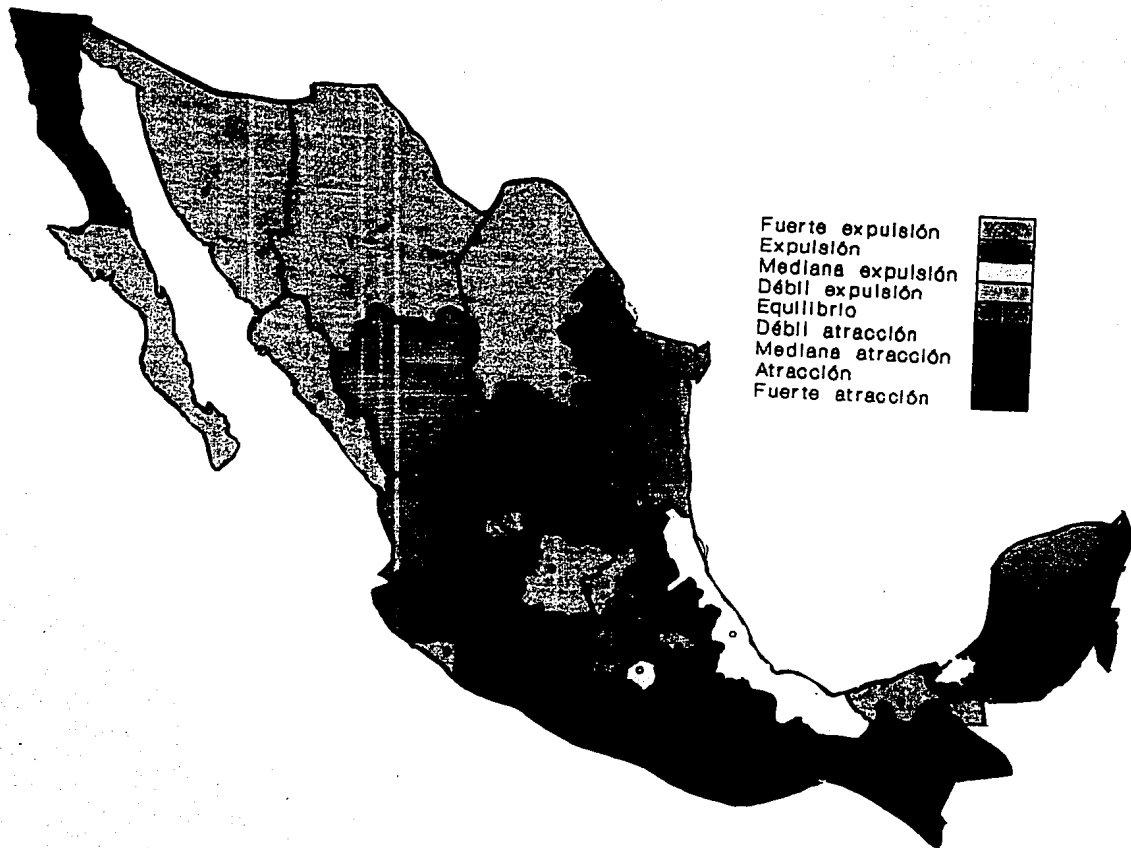 Fuerte expulsión
Expulsión
Mediana expulsión
Débil expulsión
Equilibrio
Débil atracción
Mediana atracción
Atracción
Fuerte atracción